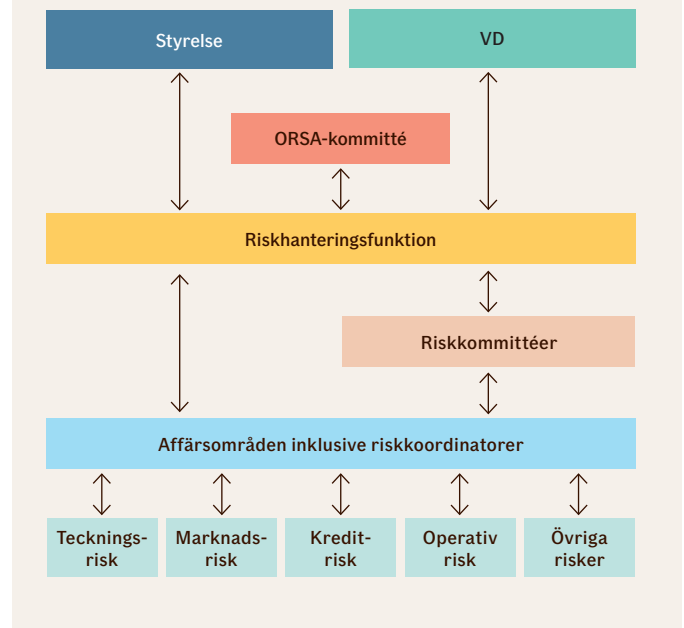 Styrelse
VD
ORSA-kommitté
Riskhanteringsfunktion
Riskkommittéer
Affärsområden inklusive riskkoordinatorer
Tecknings-
risk
Marknads-
risk
Kredit-
risk
Operativ
risk
Övriga
risker